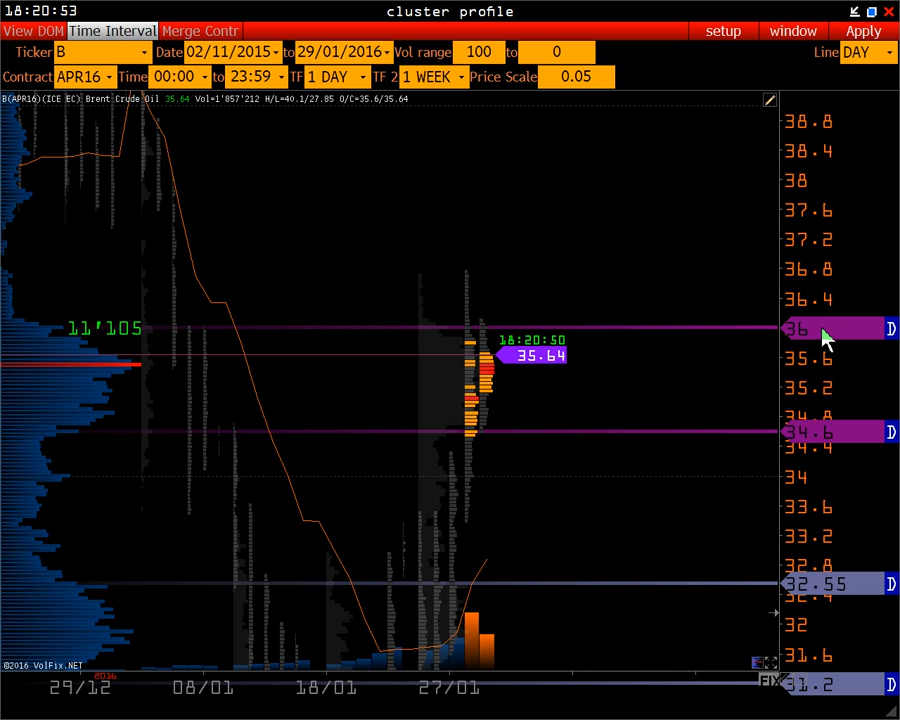 18:20:53 cluster profile
View DOM Time Interval Merge Contr setup window Apply
Ticker B Date 02/11/2015 to 29/01/2016 Vol range 100 to 0 Line DAY
Contract APR16 Time 00:00 to 23:59 TF 1 DAY TF 2 1 WEEK Price Scale 0.05
B(APR16)(ICE EC) Brent Crude Oil 35.64 Vol=1'857'212 H/L=40.1/27.85 O/C=35.6/35.64
38.8
38.4
38
37.6
37.2
36.8
36.4
11'105 36 D
18:20:50
35.64
35.6
35.2
34.8
34.6 D
34.4
34
33.6
33.2
32.8
32.55 D
32.4
32
31.6
©2016 VolFix.NET
2016
FIX
29/12 08/01 18/01 27/01 31.2 D